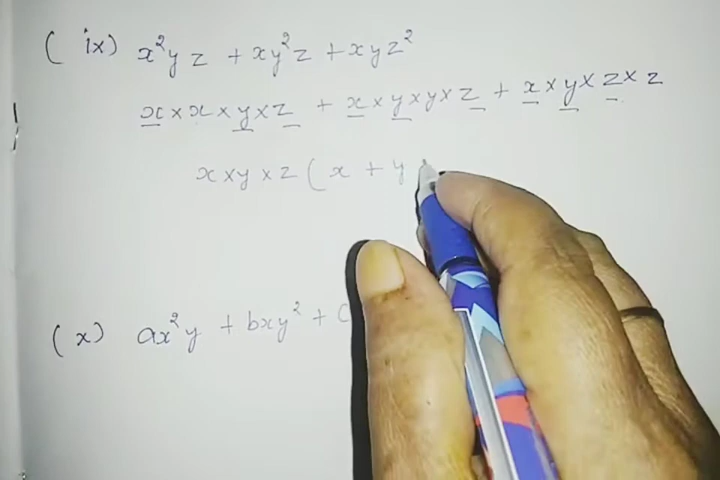 (ix) x²yz + xy²z + xyz²
x × x × y × z + x × y × y × z + x × y × z × z
x × y × z ( x + y
(x) ax²y + bxy² + c